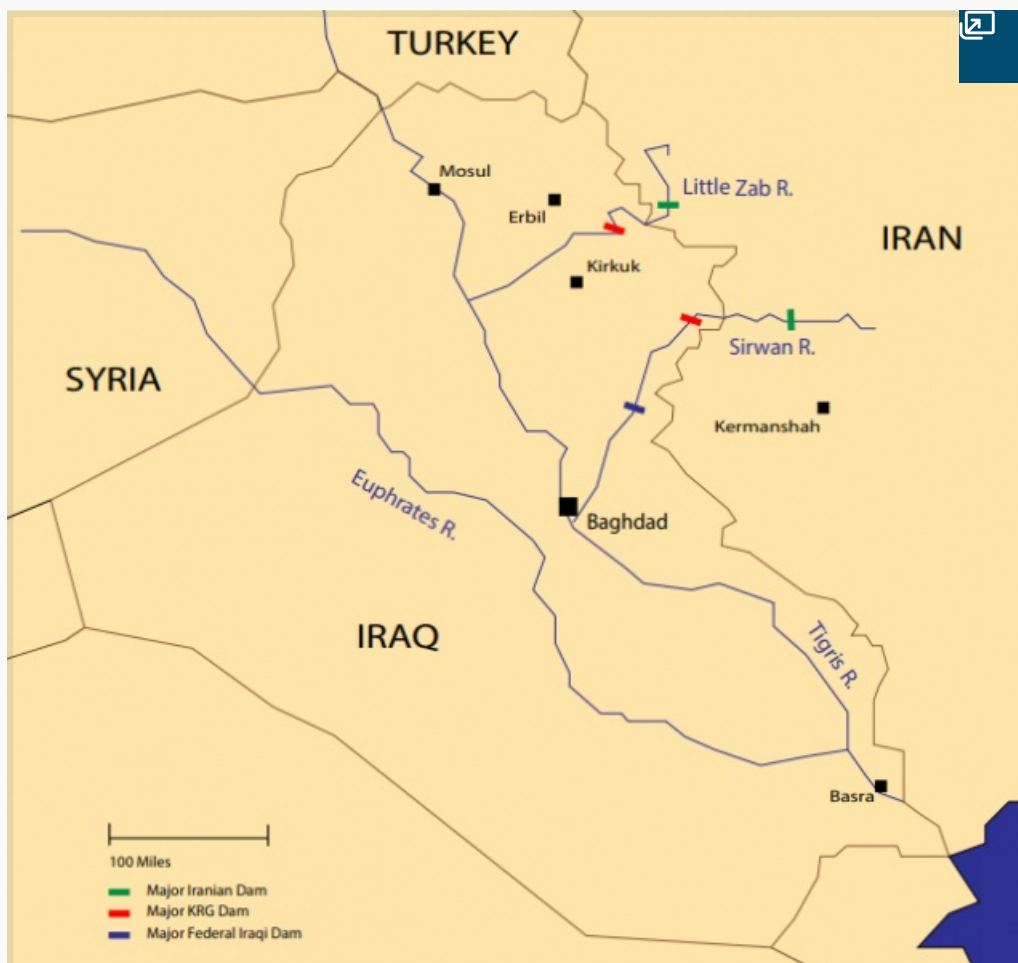 TURKEY
Mosul
Little Zab R.
Erbil
IRAN
Kirkuk
Sirwan R.
SYRIA
Kermanshah
Euphrates R.
Baghdad
IRAQ
Tigris R.
Basra
100 Miles
Major Iranian Dam
Major KRG Dam
Major Federal Iraqi Dam